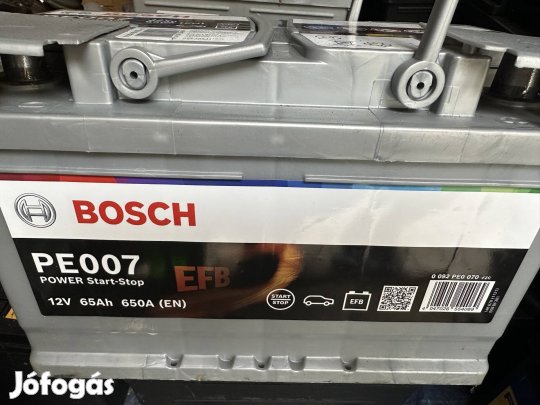 BOSCH
PE007
POWER Start-Stop
EFB
12V 65Ah 650A (EN)
START
STOP
EFB
0 092 PE0 070
Jófogás